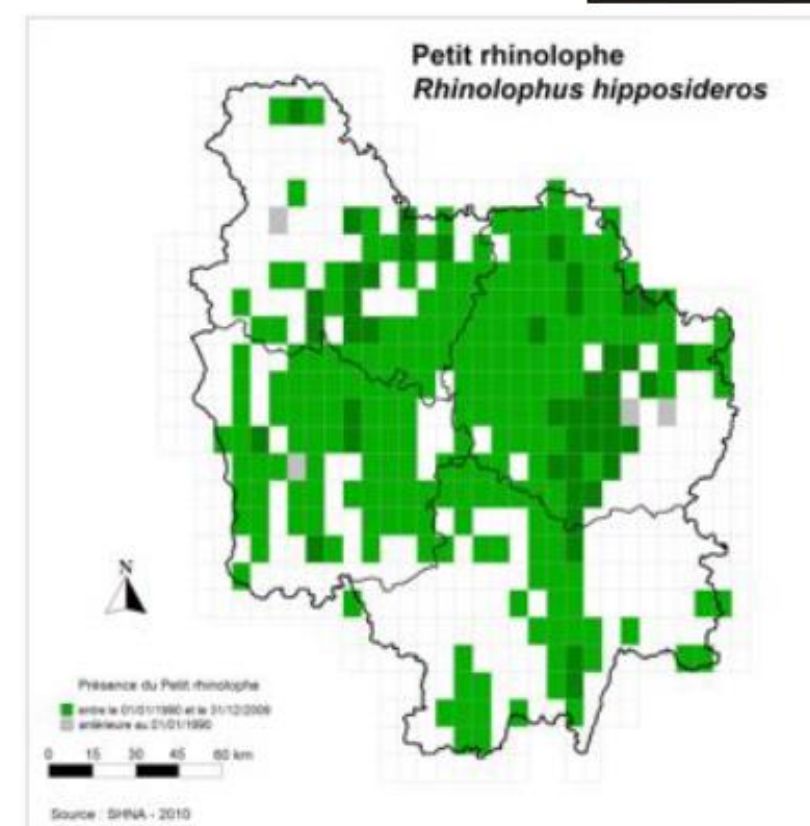 Petit rhinolophe
Rhinolophus hipposideros
N
Présence du Petit rhinolophe
entre le 01/01/1990 et le 31/12/2009
antérieure au 01/01/1990
0 15 30 45 60 km
Source : SHNA - 2010